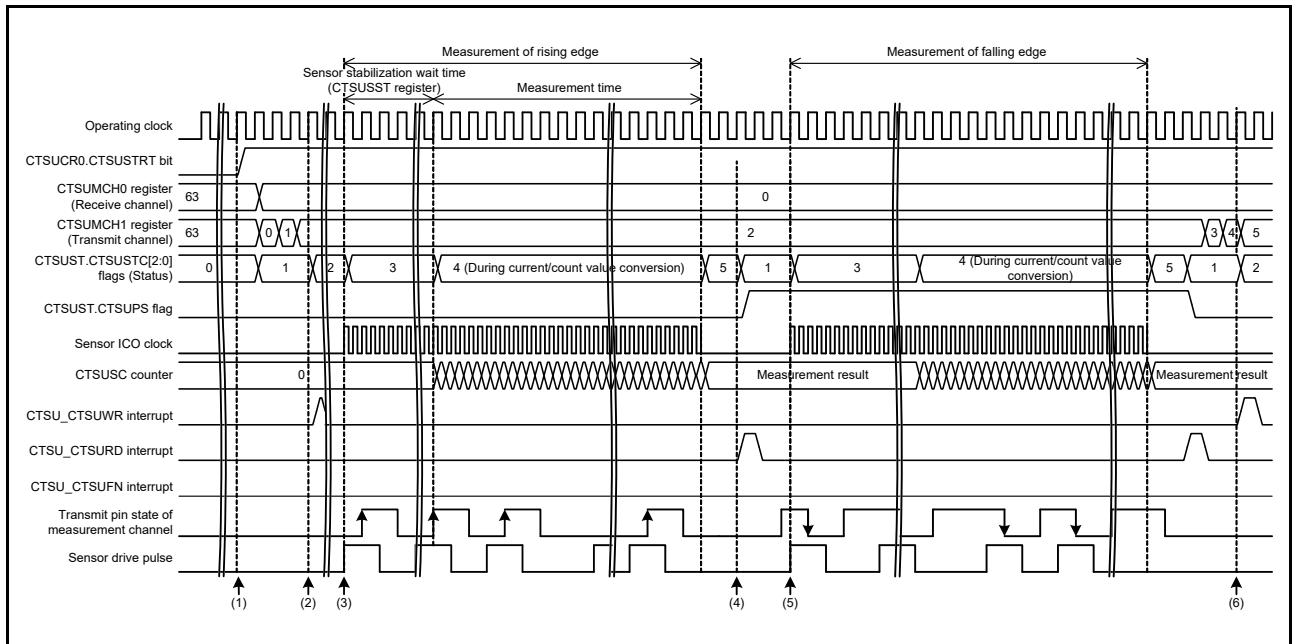 Measurement of rising edge
Measurement of falling edge
Sensor stabilization wait time
(CTSUSST register)
Measurement time
Operating clock
CTSUCR0.CTSUSTRT bit
CTSUMCH0 register
(Receive channel)
63
0
CTSUMCH1 register
(Transmit channel)
63
0
1
2
3
4
5
CTSUST.CTSUSTC[2:0]
flags (Status)
0
1
2
3
4 (During current/count value conversion)
5
1
3
4 (During current/count value
conversion)
5
1
2
CTSUST.CTSUPS flag
Sensor ICO clock
CTSUSC counter
0
Measurement result
Measurement result
CTSU_CTSUWR interrupt
CTSU_CTSURD interrupt
CTSU_CTSUFN interrupt
Transmit pin state of
measurement channel
Sensor drive pulse
(1)
(2)
(3)
(4)
(5)
(6)